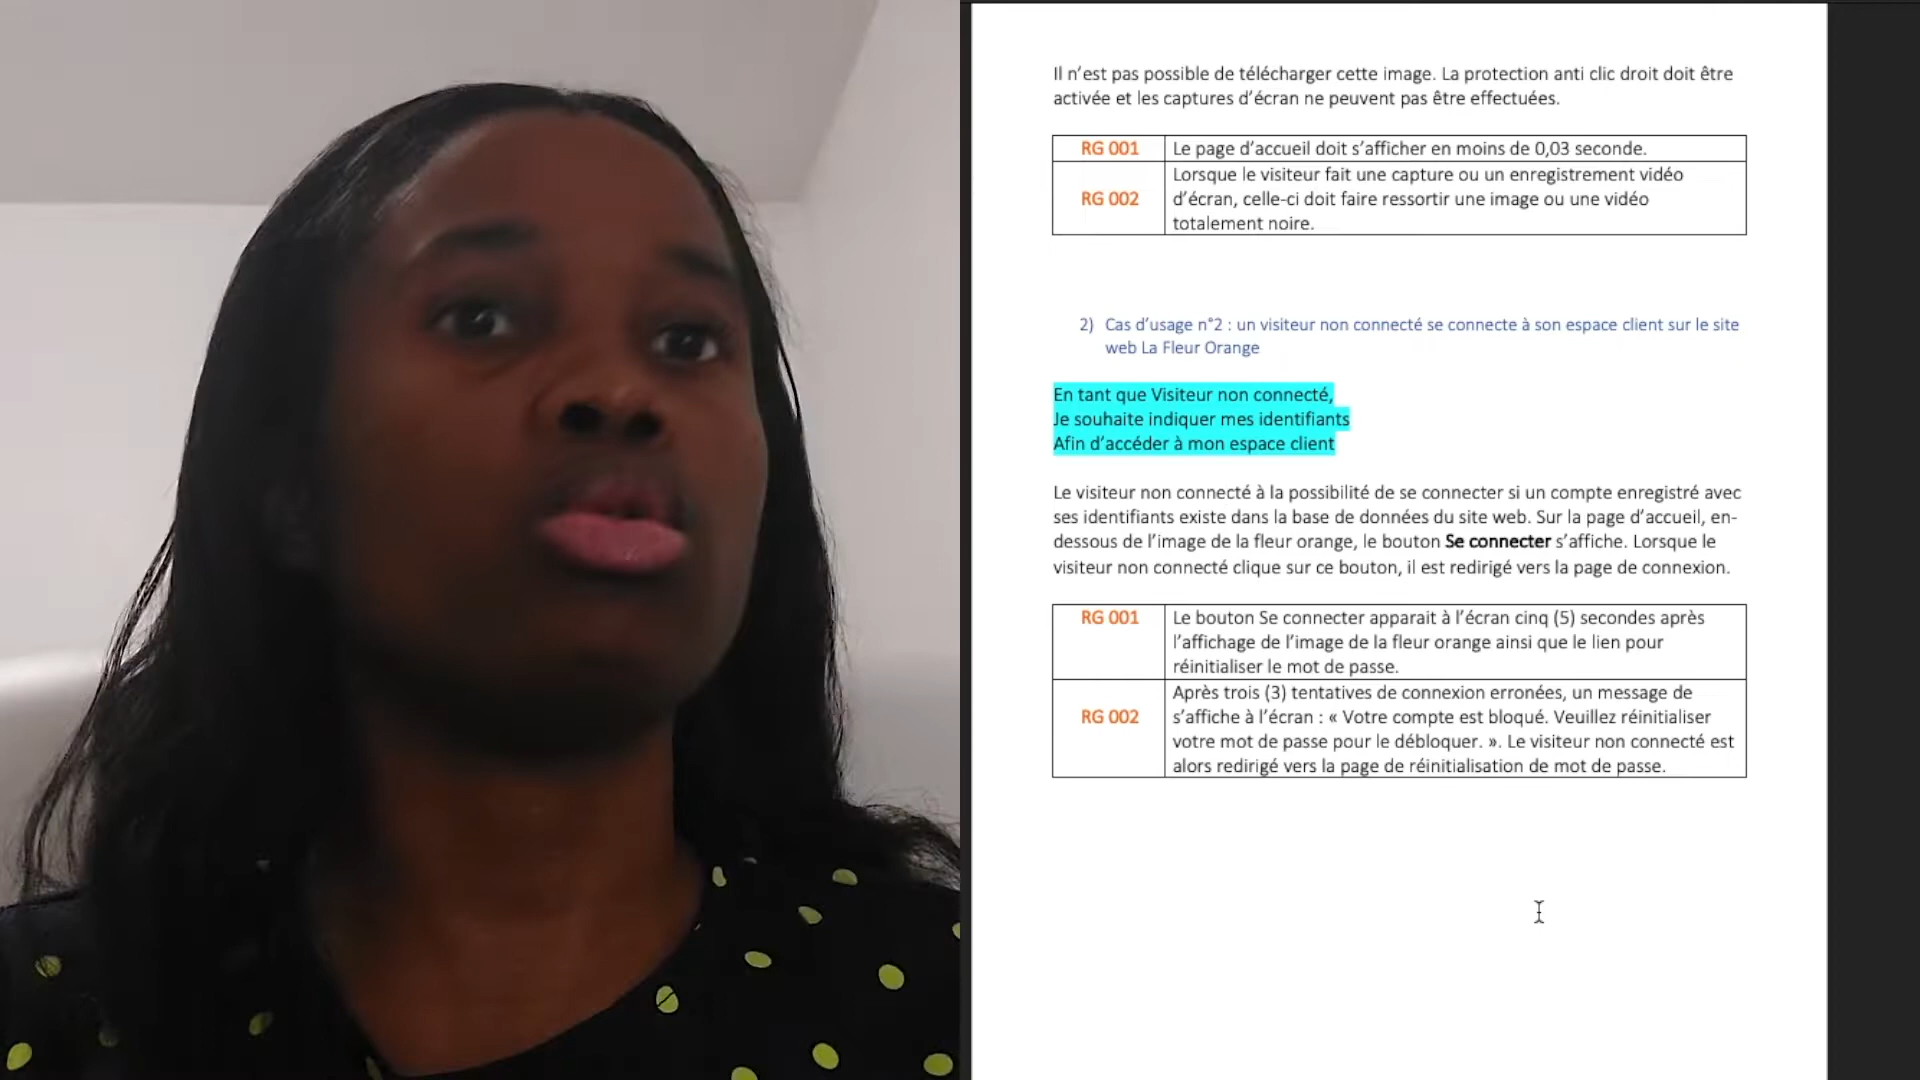 Il n’est pas possible de télécharger cette image. La protection anti clic droit doit être
activée et les captures d’écran ne peuvent pas être effectuées.
RG 001
Le page d’accueil doit s’afficher en moins de 0,03 seconde.
RG 002
Lorsque le visiteur fait une capture ou un enregistrement vidéo
d’écran, celle-ci doit faire ressortir une image ou une vidéo
totalement noire.
2) Cas d’usage n°2 : un visiteur non connecté se connecte à son espace client sur le site
web La Fleur Orange
En tant que Visiteur non connecté,
Je souhaite indiquer mes identifiants
Afin d’accéder à mon espace client
Le visiteur non connecté à la possibilité de se connecter si un compte enregistré avec
ses identifiants existe dans la base de données du site web. Sur la page d’accueil, en-
dessous de l’image de la fleur orange, le bouton Se connecter s’affiche. Lorsque le
visiteur non connecté clique sur ce bouton, il est redirigé vers la page de connexion.
RG 001
Le bouton Se connecter apparait à l’écran cinq (5) secondes après
l’affichage de l’image de la fleur orange ainsi que le lien pour
réinitialiser le mot de passe.
RG 002
Après trois (3) tentatives de connexion erronées, un message de
s’affiche à l’écran : « Votre compte est bloqué. Veuillez réinitialiser
votre mot de passe pour le débloquer. ». Le visiteur non connecté est
alors redirigé vers la page de réinitialisation de mot de passe.